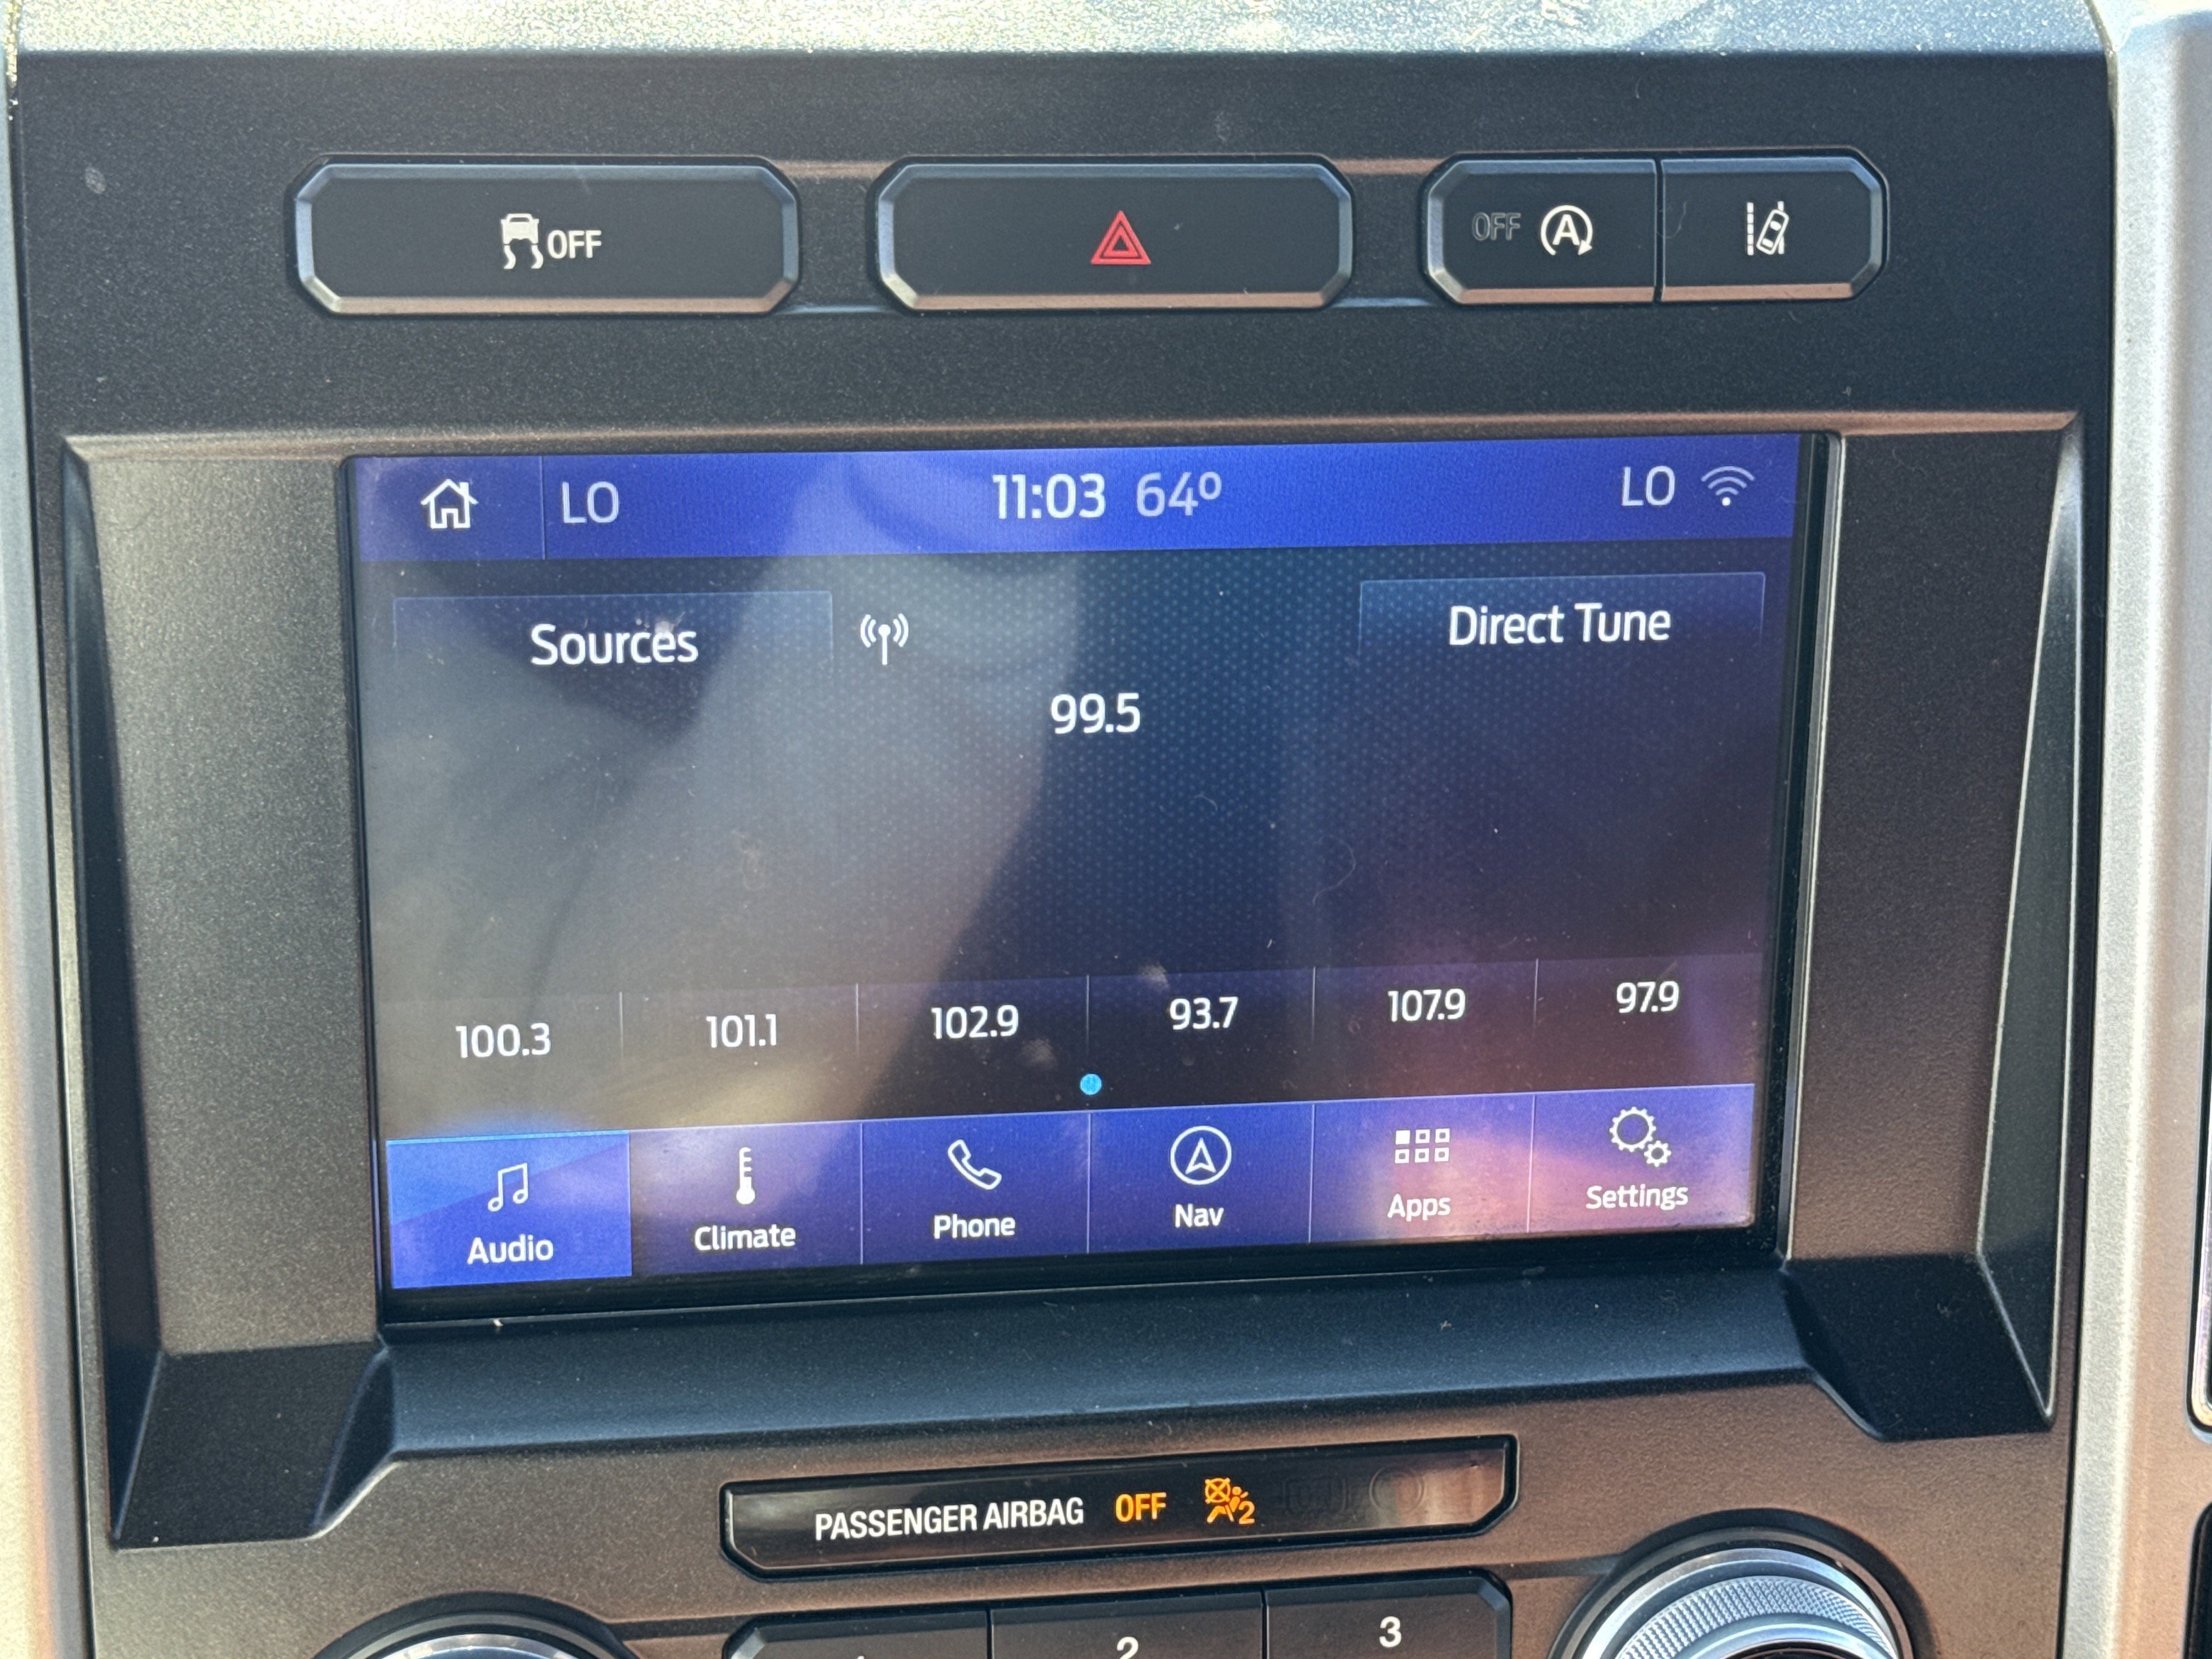 OFF
OFF A
LO 11:03 64° LO
Sources Direct Tune
99.5
100.3 101.1 102.9 93.7 107.9 97.9
Audio Climate Phone Nav Apps Settings
PASSENGER AIRBAG OFF 2
2 3